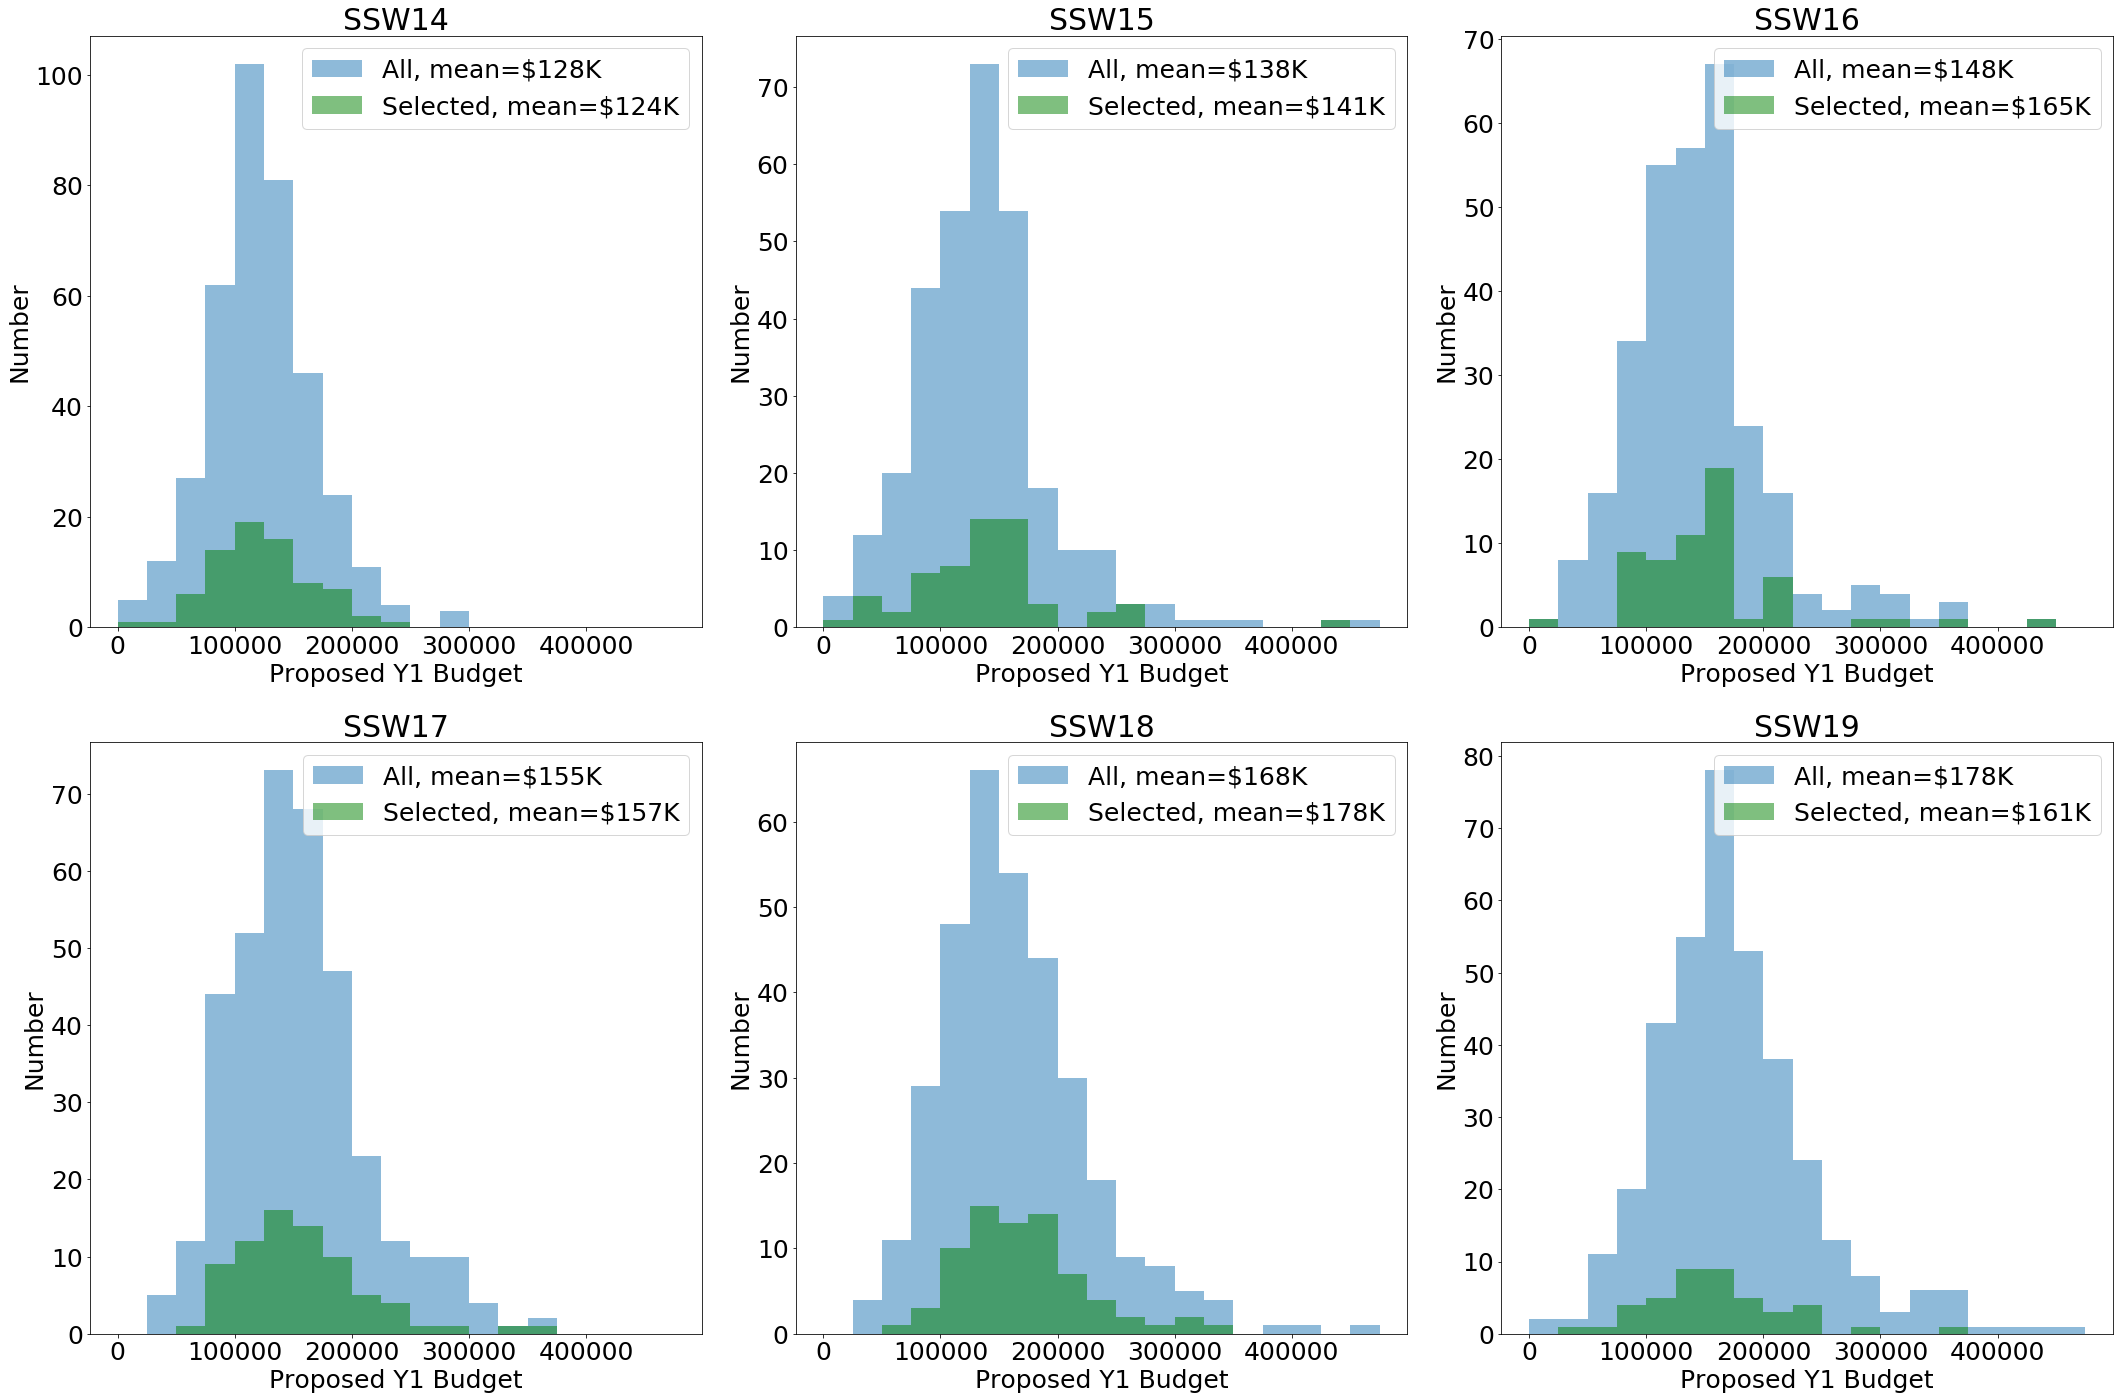 SSW14
All, mean=$128K
Selected, mean=$124K
100
80
60
40
20
0
Number
0 100000 200000 300000 400000
Proposed Y1 Budget
SSW15
All, mean=$138K
Selected, mean=$141K
70
60
50
40
30
20
10
0
Number
0 100000 200000 300000 400000
Proposed Y1 Budget
SSW16
All, mean=$148K
Selected, mean=$165K
70
60
50
40
30
20
10
0
Number
0 100000 200000 300000 400000
Proposed Y1 Budget
SSW17
All, mean=$155K
Selected, mean=$157K
70
60
50
40
30
20
10
0
Number
0 100000 200000 300000 400000
Proposed Y1 Budget
SSW18
All, mean=$168K
Selected, mean=$178K
60
50
40
30
20
10
0
Number
0 100000 200000 300000 400000
Proposed Y1 Budget
SSW19
All, mean=$178K
Selected, mean=$161K
80
70
60
50
40
30
20
10
0
Number
0 100000 200000 300000 400000
Proposed Y1 Budget